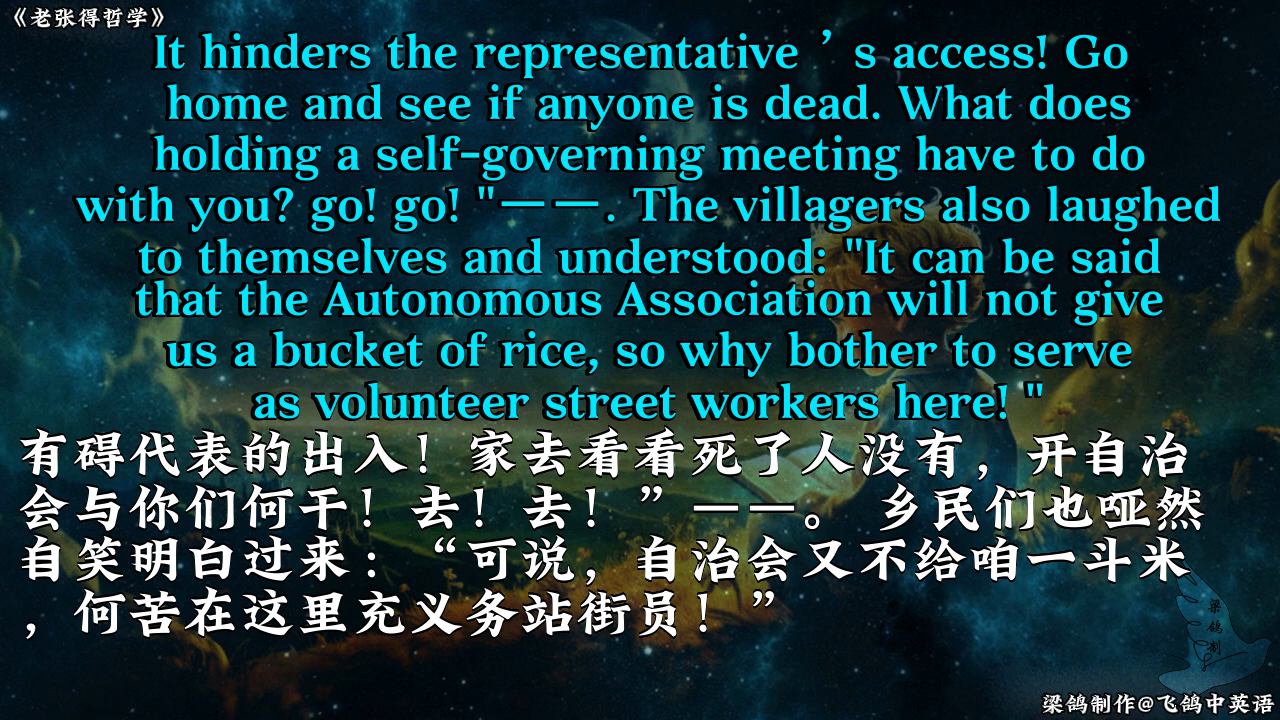 《老张得哲学》
It hinders the representative ’ s access! Go
home and see if anyone is dead. What does
holding a self-governing meeting have to do
with you? go! go! "——. The villagers also laughed
to themselves and understood: "It can be said
that the Autonomous Association will not give
us a bucket of rice, so why bother to serve
as volunteer street workers here! "
有碍代表的出入！家去看看死了人没有，开自治
会与你们何干！去！去！”——。 乡民们也哑然
自笑明白过来：“可说，自治会又不给咱一斗米
，何苦在这里充义务站街员！”
梁鸽制
梁鸽制作@飞鸽中英语